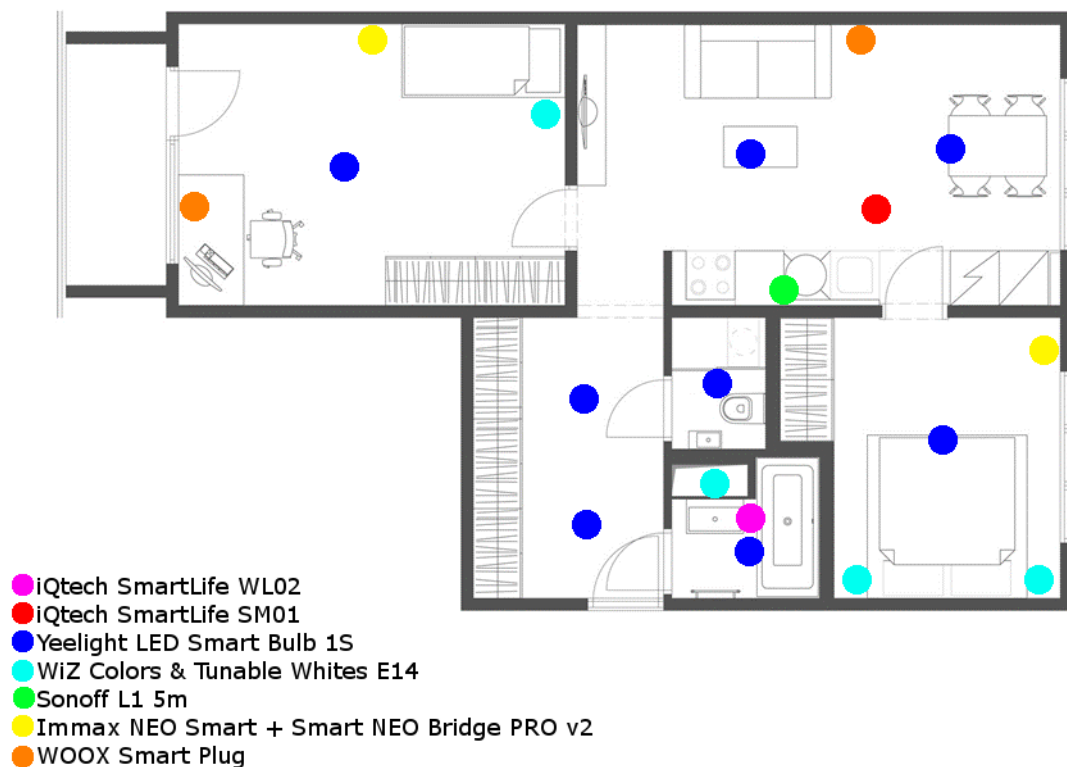 iQtech SmartLife WL02
iQtech SmartLife SM01
Yeelight LED Smart Bulb 1S
WiZ Colors & Tunable Whites E14
Sonoff L1 5m
Immax NEO Smart + Smart NEO Bridge PRO v2
WOOX Smart Plug